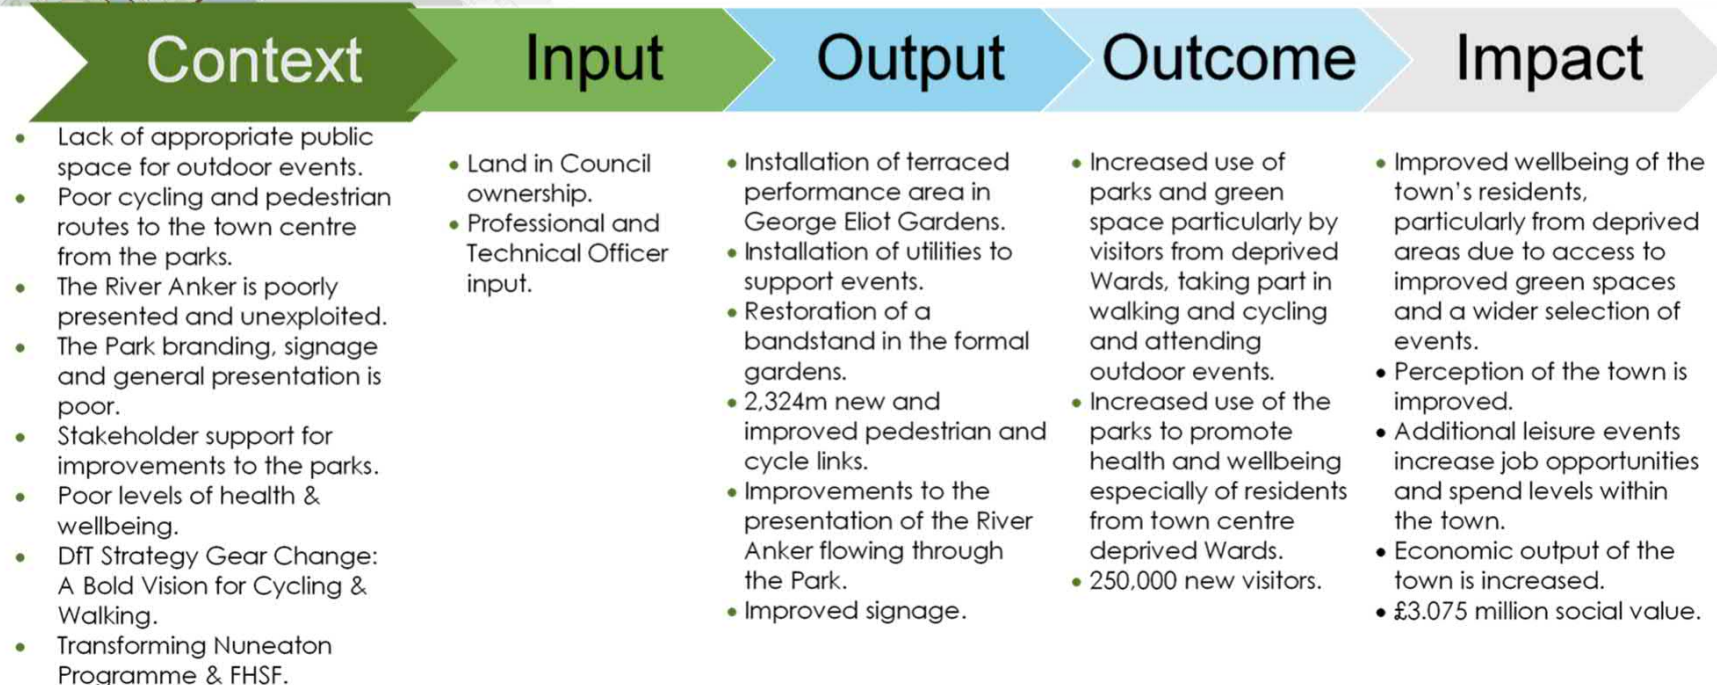 Context
Input
Output
Outcome
Impact
• Lack of appropriate public
space for outdoor events.
• Poor cycling and pedestrian
routes to the town centre
from the parks.
• The River Anker is poorly
presented and unexploited.
• The Park branding, signage
and general presentation is
poor.
• Stakeholder support for
improvements to the parks.
• Poor levels of health &
wellbeing.
• DfT Strategy Gear Change:
A Bold Vision for Cycling &
Walking.
• Transforming Nuneaton
Programme & FHSF.
• Land in Council
ownership.
• Professional and
Technical Officer
input.
• Installation of terraced
performance area in
George Eliot Gardens.
• Installation of utilities to
support events.
• Restoration of a
bandstand in the formal
gardens.
• 2,324m new and
improved pedestrian and
cycle links.
• Improvements to the
presentation of the River
Anker flowing through
the Park.
• Improved signage.
• Increased use of
parks and green
space particularly by
visitors from deprived
Wards, taking part in
walking and cycling
and attending
outdoor events.
• Increased use of the
parks to promote
health and wellbeing
especially of residents
from town centre
deprived Wards.
• 250,000 new visitors.
• Improved wellbeing of the
town's residents,
particularly from deprived
areas due to access to
improved green spaces
and a wider selection of
events.
• Perception of the town is
improved.
• Additional leisure events
increase job opportunities
and spend levels within
the town.
• Economic output of the
town is increased.
• £3.075 million social value.